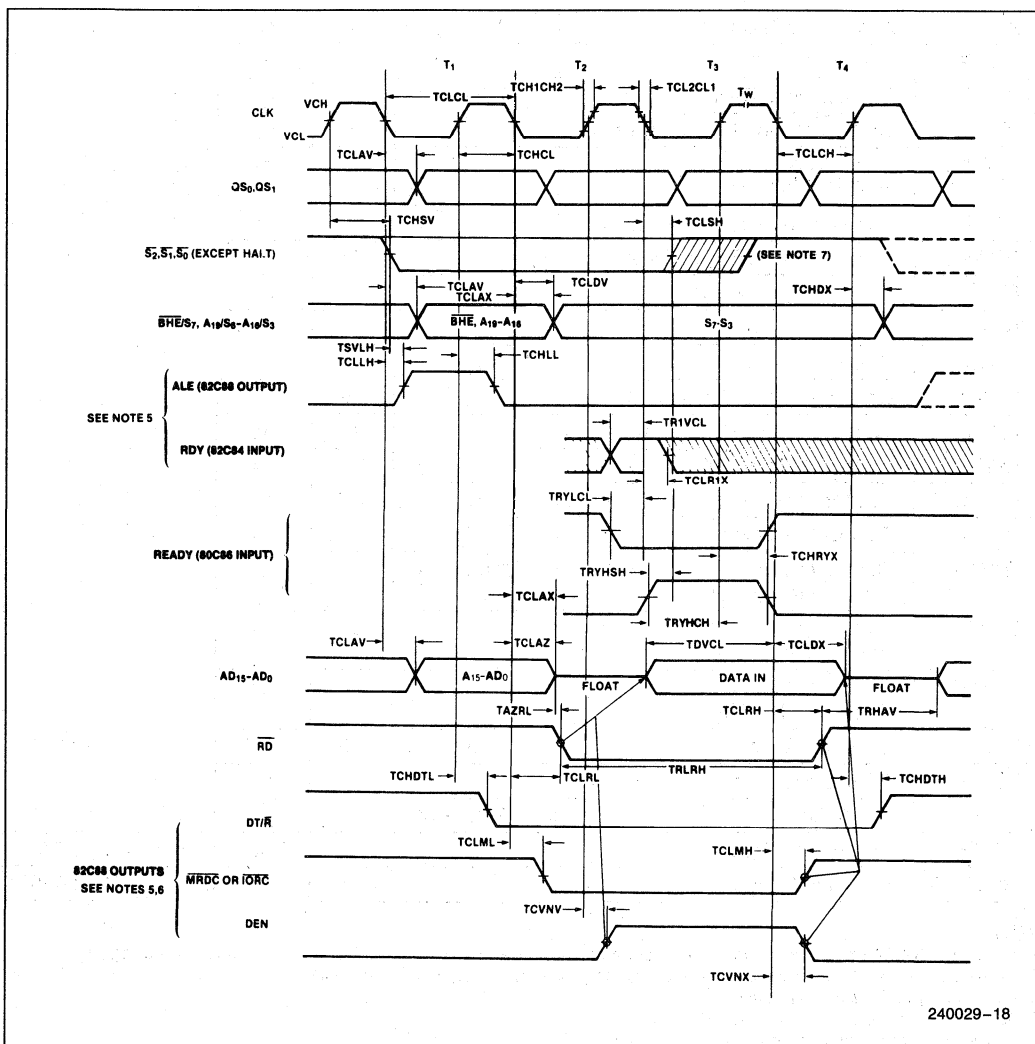 T1 T2 T3 T4
TCH1CH2 TCL2CL1
TCLCL TW
VCH
CLK
VCL
TCLAV TCHCL TCLCH
QS0,QS1
TCHSV TCLSH
S2,S1,S0 (EXCEPT HALT) (SEE NOTE 7)
TCLAV TCLDV
TCLAX TCHDX
BHE/S7, A19/S6-A16/S3 BHE, A19-A16 S7-S3
TSVLH TCHLL
TCLLH
ALE (82C88 OUTPUT)
SEE NOTE 5
TR1VCL
RDY (82C84 INPUT)
TCLR1X
TRYLCL
READY (80C86 INPUT)
TCHRYX
TRYHSH
TCLAX
TRYHCH
TCLAV TCLAZ TDVCL TCLDX
AD15-AD0 A15-AD0 FLOAT DATA IN FLOAT
TAZRL TCLRH TRHAV
RD
TCHDTL TCLRL TRLRH TCHDTH
DT/R
TCLML TCLMH
82C88 OUTPUTS
SEE NOTES 5,6
MRDC OR IORC
TCVNV
DEN
TCVNX
240029-18